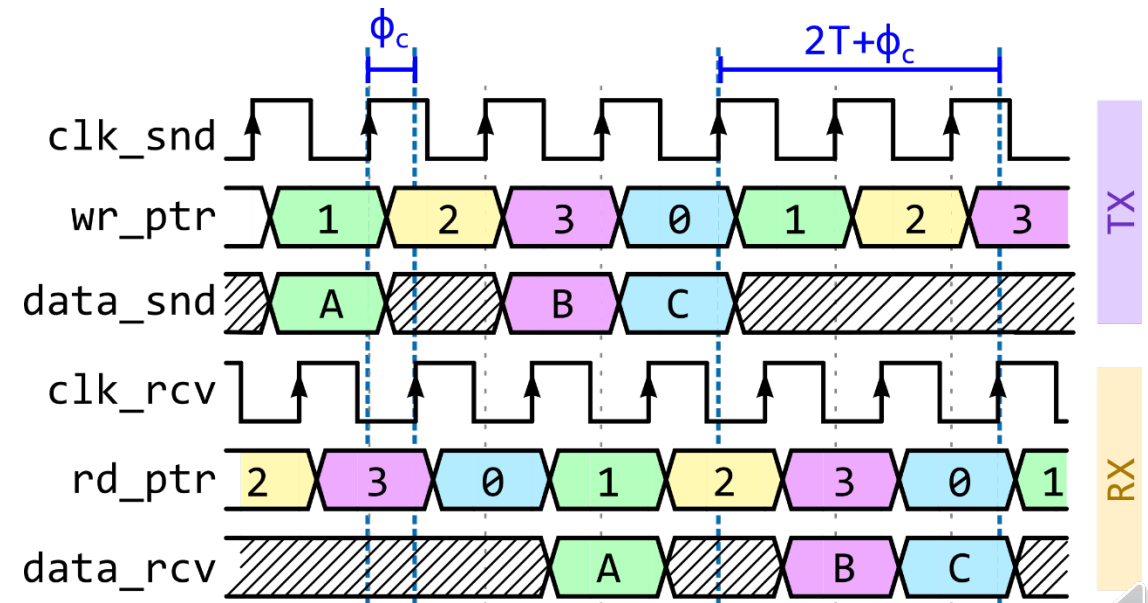 ϕc
2T+ϕc
clk_snd
wr_ptr 1 2 3 0 1 2 3
data_snd A B C
TX
clk_rcv
rd_ptr 2 3 0 1 2 3 0 1
data_rcv A B C
RX